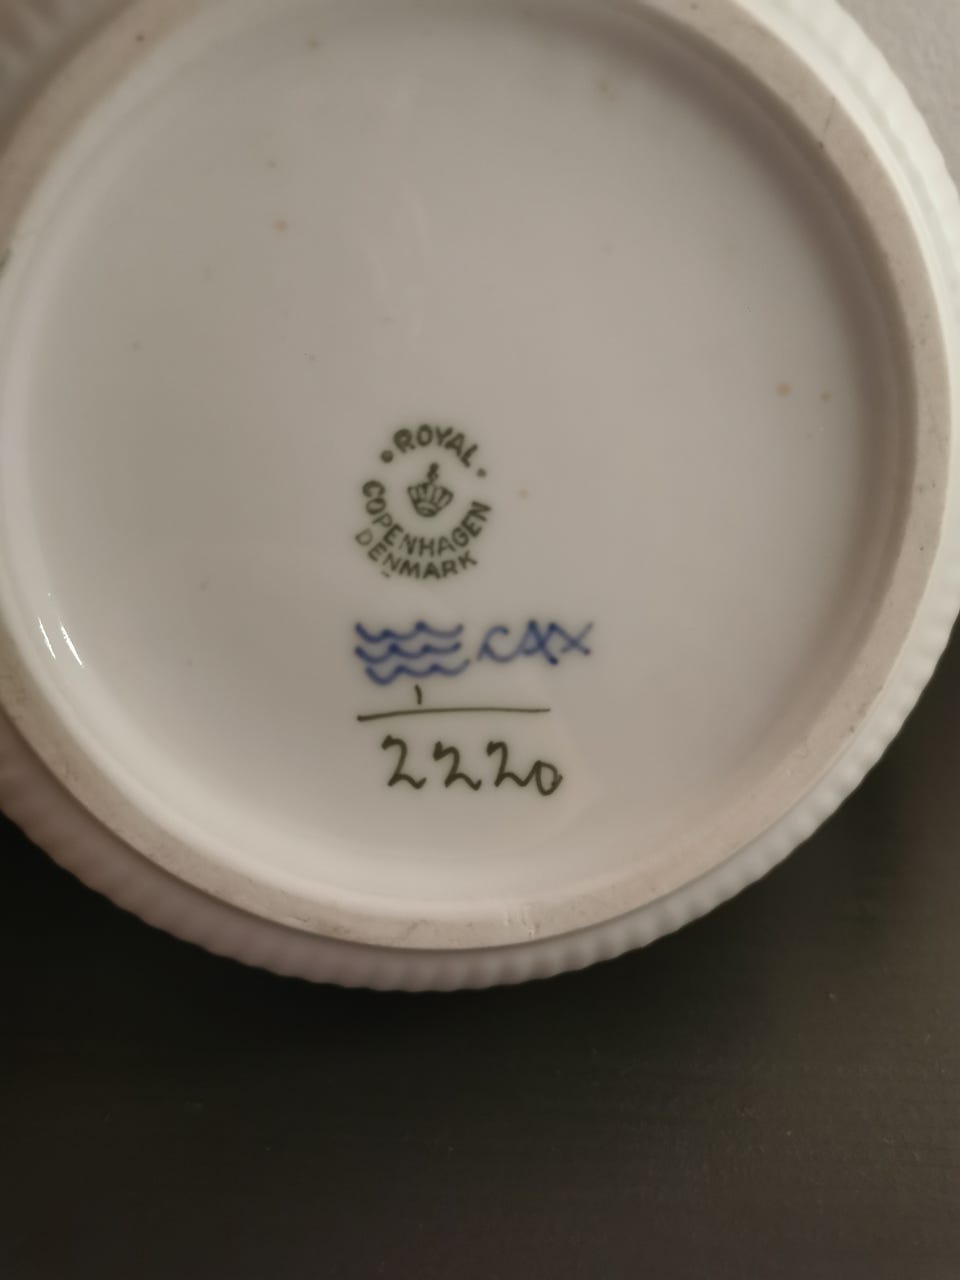 ROYAL
COPENHAGEN
DENMARK
1
2220